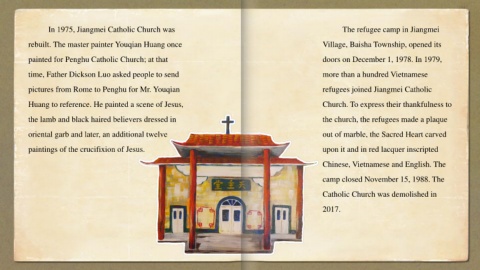 In 1975, Jiangmei Catholic Church was
rebuilt. The master painter Youqian Huang once
painted for Penghu Catholic Church; at that
time, Father Dickson Luo asked people to send
pictures from Rome to Penghu for Mr. Youqian
Huang to reference. He painted a scene of Jesus,
the lamb and black haired believers dressed in
oriental garb and later, an additional twelve
paintings of the crucifixion of Jesus.
The refugee camp in Jiangmei
Village, Baisha Township, opened its
doors on December 1, 1978. In 1979,
more than a hundred Vietnamese
refugees joined Jiangmei Catholic
Church. To express their thankfulness to
the church, the refugees made a plaque
out of marble, the Sacred Heart carved
upon it and in red lacquer inscripted
Chinese, Vietnamese and English. The
camp closed November 15, 1988. The
Catholic Church was demolished in
2017.
堂主天